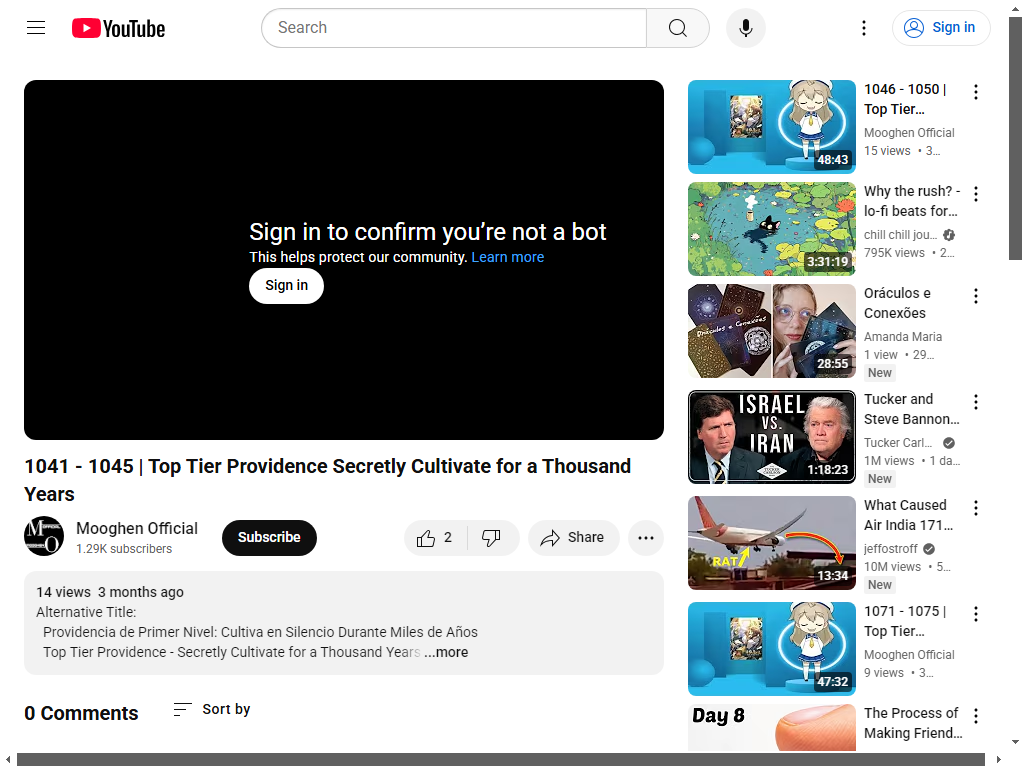 YouTube
Search
Sign in
Sign in to confirm you’re not a bot
This helps protect our community. Learn more
Sign in
1041 - 1045 | Top Tier Providence Secretly Cultivate for a Thousand
Years
Mooghen Official
1.29K subscribers
Subscribe
2
Share
14 views 3 months ago
Alternative Title:
Providencia de Primer Nivel: Cultiva en Silencio Durante Miles de Años
Top Tier Providence - Secretly Cultivate for a Thousand Years ...more
0 Comments
Sort by
48:43
1046 - 1050 |
Top Tier…
Mooghen Official
15 views • 3…
3:31:19
Why the rush? -
lo-fi beats for…
chill chill jou…
795K views • 2…
Oráculos e Conexões
28:55
Oráculos e
Conexões
Amanda Maria
1 view • 29…
New
ISRAEL
VS.
IRAN
1:18:23
Tucker and
Steve Bannon…
Tucker Carl…
1M views • 1 da…
New
RAT
13:34
What Caused
Air India 171…
jeffostroff
10M views • 5…
New
47:32
1071 - 1075 |
Top Tier…
Mooghen Official
9 views • 3…
Day 8
The Process of
Making Friend…